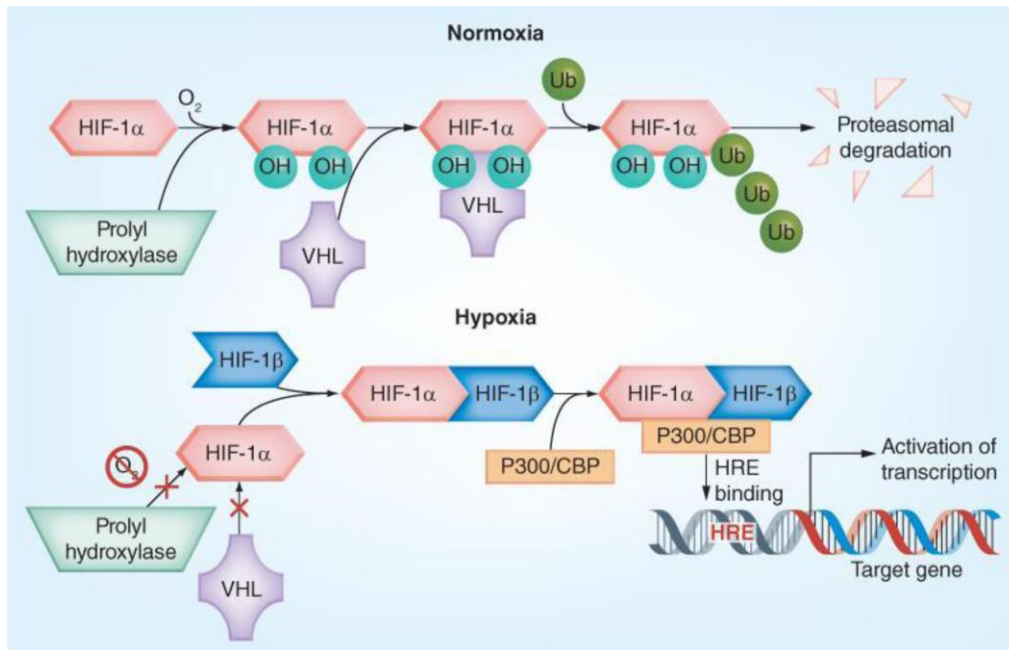 Normoxia
HIF-1α
O2
Prolyl
hydroxylase
HIF-1α
OH OH
VHL
HIF-1α
OH OH
VHL
Ub
HIF-1α
OH OH
Ub
Ub
Ub
Proteasomal
degradation
Hypoxia
HIF-1β
HIF-1α
O2
Prolyl
hydroxylase
VHL
HIF-1α HIF-1β
P300/CBP
HIF-1α HIF-1β
P300/CBP
HRE
binding
HRE
Activation of
transcription
Target gene